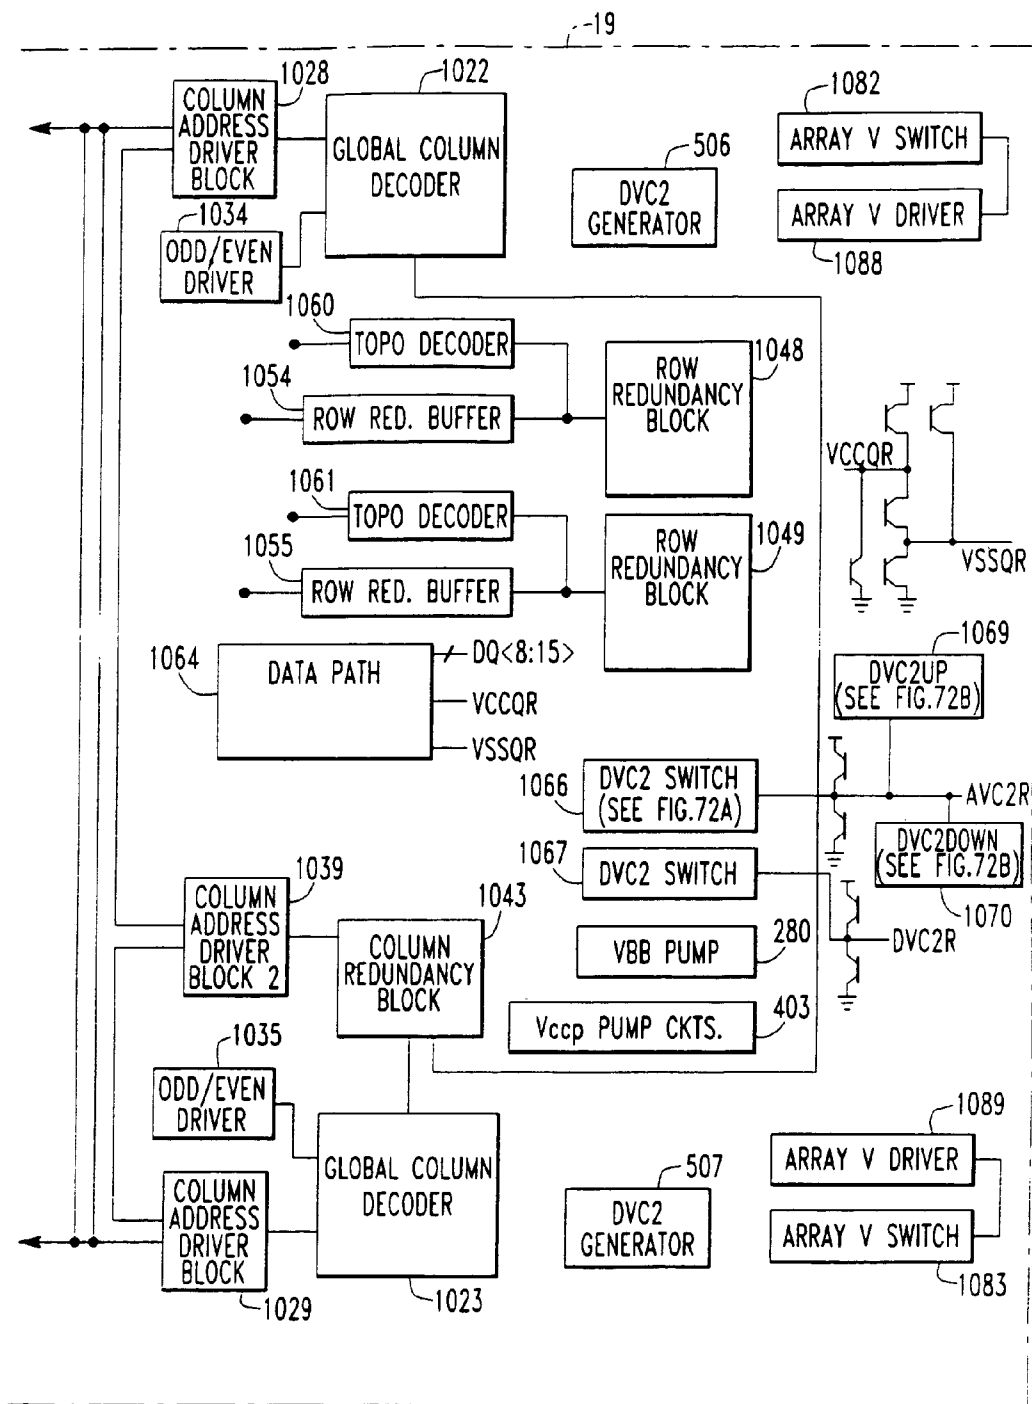 19
1028
COLUMN
ADDRESS
DRIVER
BLOCK
1022
GLOBAL COLUMN
DECODER
1082
ARRAY V SWITCH
506
DVC2
GENERATOR
ARRAY V DRIVER
1088
1034
ODD/EVEN
DRIVER
1060
TOPO DECODER
1054
ROW RED. BUFFER
1048
ROW
REDUNDANCY
BLOCK
VCCQR
VSSQR
1061
TOPO DECODER
1055
ROW RED. BUFFER
1049
ROW
REDUNDANCY
BLOCK
1064
DATA PATH
DQ<8:15>
VCCQR
VSSQR
1069
DVC2UP
(SEE FIG.72B)
1066
DVC2 SWITCH
(SEE FIG.72A)
AVC2R
DVC2DOWN
(SEE FIG.72B)
1070
1067
DVC2 SWITCH
DVC2R
1039
COLUMN
ADDRESS
DRIVER
BLOCK 2
1043
COLUMN
REDUNDANCY
BLOCK
280
VBB PUMP
403
Vccp PUMP CKTS.
1035
ODD/EVEN
DRIVER
GLOBAL COLUMN
DECODER
1023
COLUMN
ADDRESS
DRIVER
BLOCK
1029
507
DVC2
GENERATOR
1089
ARRAY V DRIVER
ARRAY V SWITCH
1083